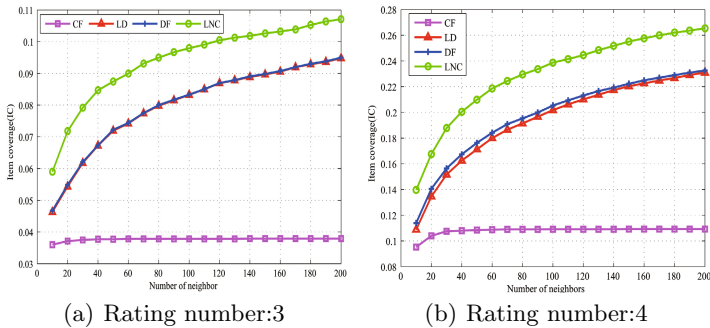 0.11
CF LD DF LNC
0.1
0.09
0.08
0.07
0.06
0.05
0.04
0.03
Item coverage(IC)
0 20 40 60 80 100 120 140 160 180 200
Number of neighbor
(a) Rating number:3
0.28
CF
LD
DF
LNC
0.26
0.24
0.22
0.2
0.18
0.16
0.14
0.12
0.1
0.08
Item coverage(IC)
0 20 40 60 80 100 120 140 160 180 200
Number of neighbors
(b) Rating number:4